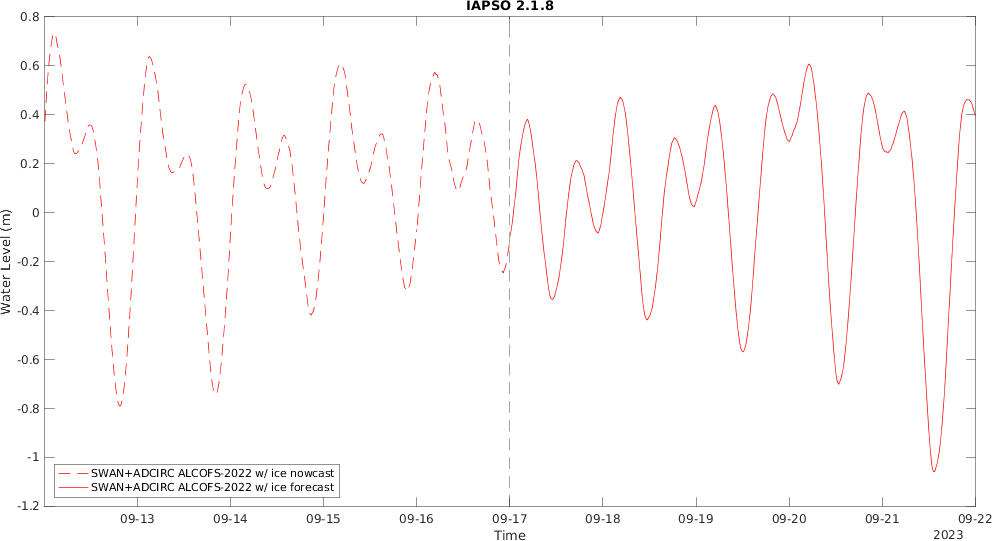 IAPSO 2.1.8
Water Level (m)
0.8
0.6
0.4
0.2
0
-0.2
-0.4
-0.6
-0.8
-1
-1.2
SWAN+ADCIRC ALCOFS-2022 w/ ice nowcast
SWAN+ADCIRC ALCOFS-2022 w/ ice forecast
09-13 09-14 09-15 09-16 09-17 09-18 09-19 09-20 09-21 09-22
Time
2023